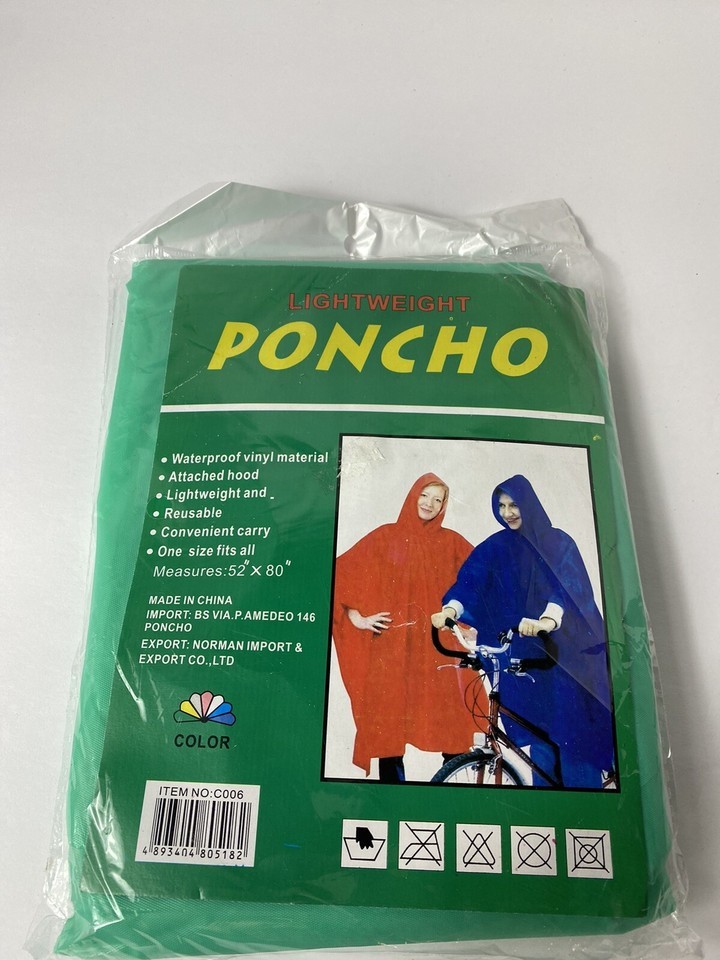 LIGHTWEIGHT
PONCHO
• Waterproof vinyl material
• Attached hood
• Lightweight and -
• Reusable
• Convenient carry
• One size fits all
Measures:52"×80"
MADE IN CHINA
IMPORT: BS VIA.P.AMEDEO 146
PONCHO
EXPORT: NORMAN IMPORT &
EXPORT CO.,LTD
COLOR
ITEM NO:C006
4 893404 805182